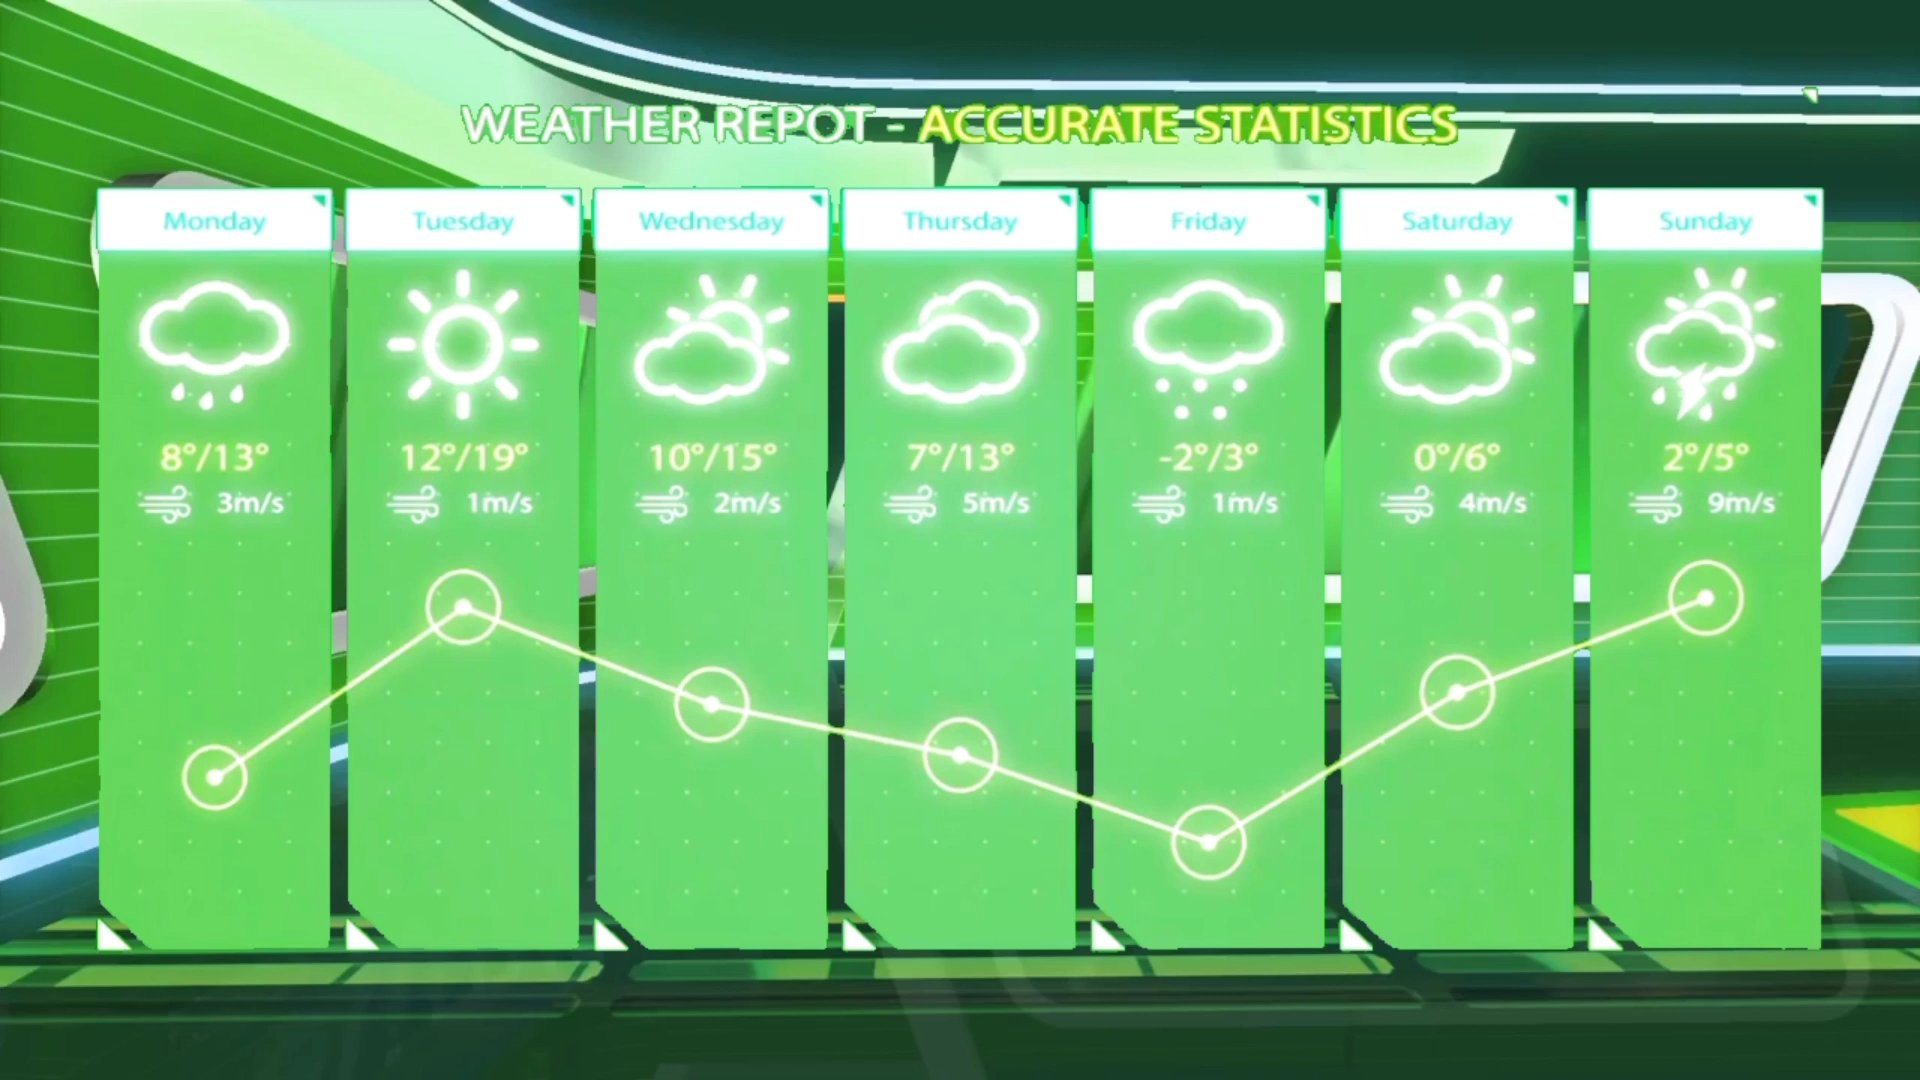 WEATHER REPOT - ACCURATE STATISTICS
Monday Tuesday Wednesday Thursday Friday Saturday Sunday
8°/13° 12°/19° 10°/15° 7°/13° -2°/3° 0°/6° 2°/5°
3m/s 1m/s 2m/s 5m/s 1m/s 4m/s 9m/s